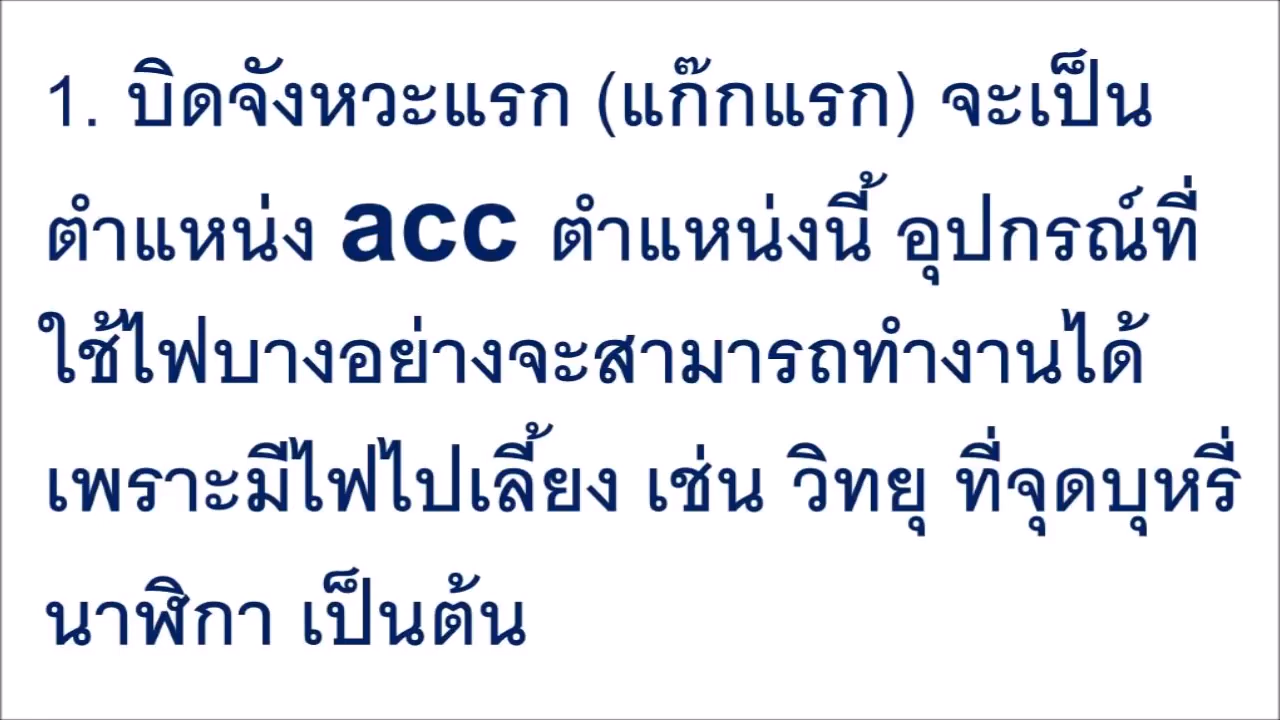 1. บิดจังหวะแรก (แก๊กแรก) จะเป็น
ตำแหน่ง acc ตำแหน่งนี้ อุปกรณ์ที่
ใช้ไฟบางอย่างจะสามารถทำงานได้
เพราะมีไฟไปเลี้ยง เช่น วิทยุ ที่จุดบุหรี่
นาฬิกา เป็นต้น